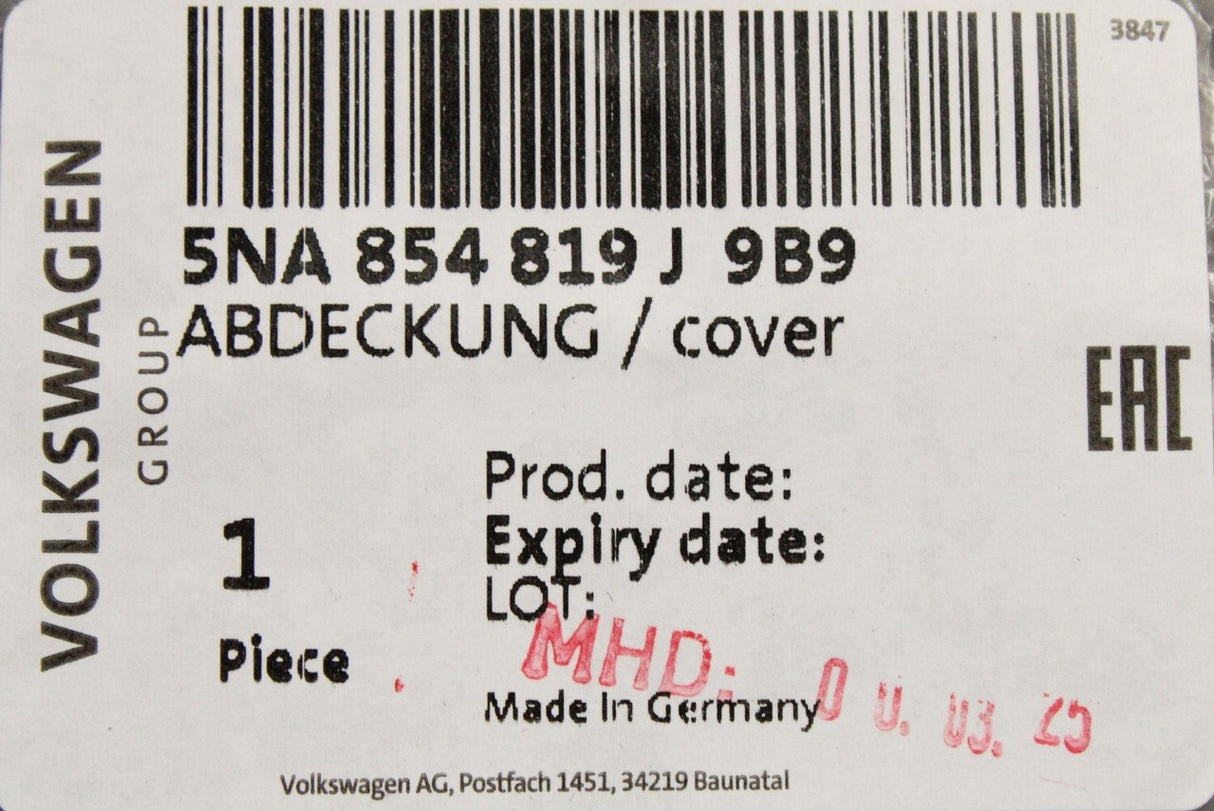 3847
VOLKSWAGEN
GROUP
5NA 854 819 J 9B9
ABDECKUNG / cover
EAC
Prod. date:
Expiry date:
LOT:
1
Piece
MHD:
Made In Germany
Volkswagen AG, Postfach 1451, 34219 Baunatal